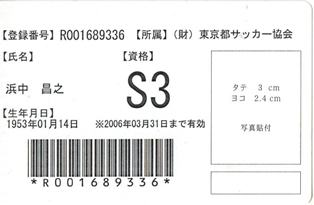 【登録番号】R001689336 【所属】(財) 東京都サッカー協会
【氏名】 【資格】
浜中 昌之 S3
【生年月日】
1953年01月14日 ※2006年03月31日まで有効
タテ 3 cm
ヨコ 2.4 cm
写真貼付
*R001689336*